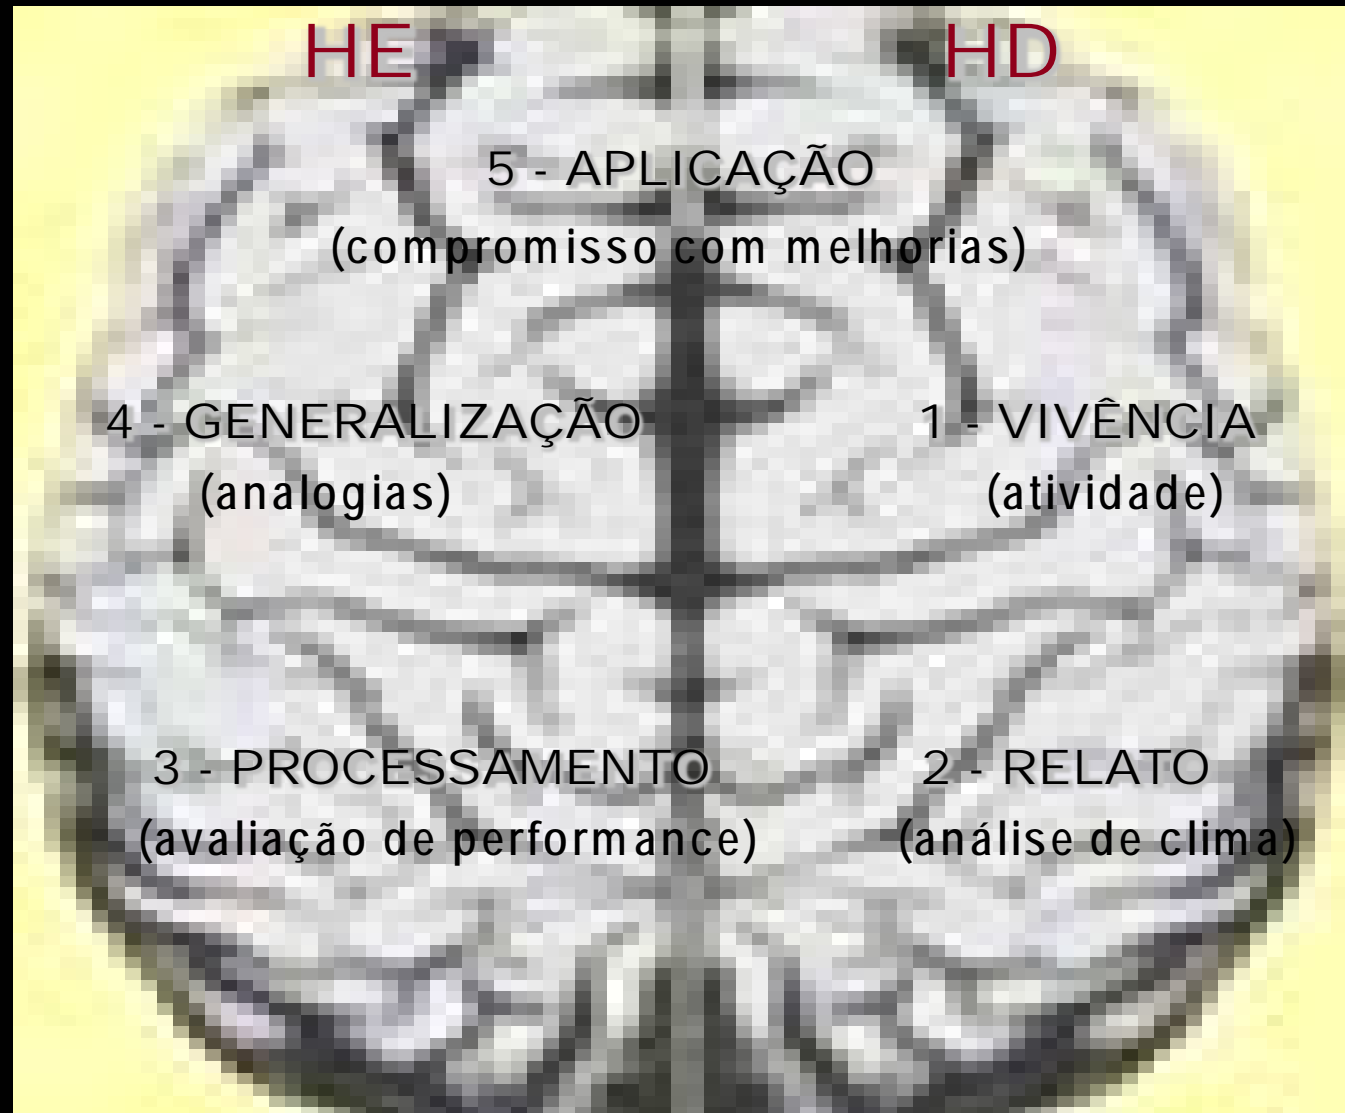 HE HD
5 - APLICAÇÃO
(compromisso com melhorias)
4 - GENERALIZAÇÃO
(analogias)
1 - VIVÊNCIA
(atividade)
3 - PROCESSAMENTO
(avaliação de performance)
2 - RELATO
(análise de clima)